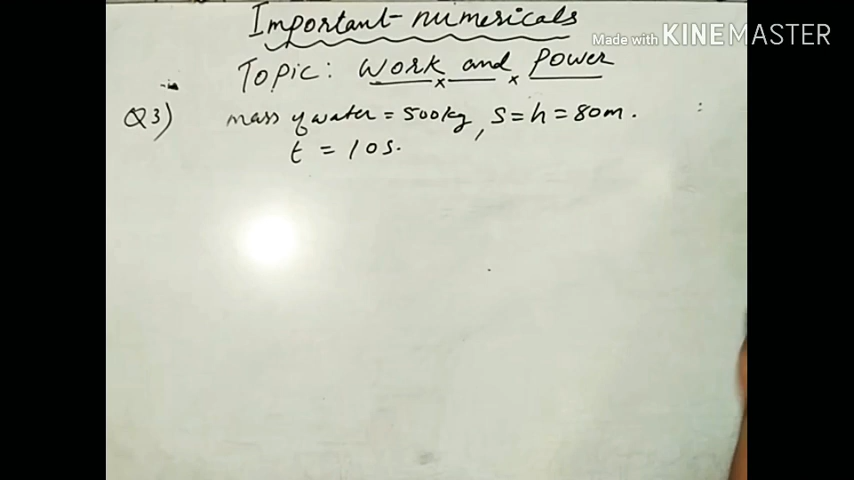 Important numericals
Made with KINEMASTER
Topic: Work and Power
Q3) mass of water = 500kg, S = h = 80m.
t = 10s.